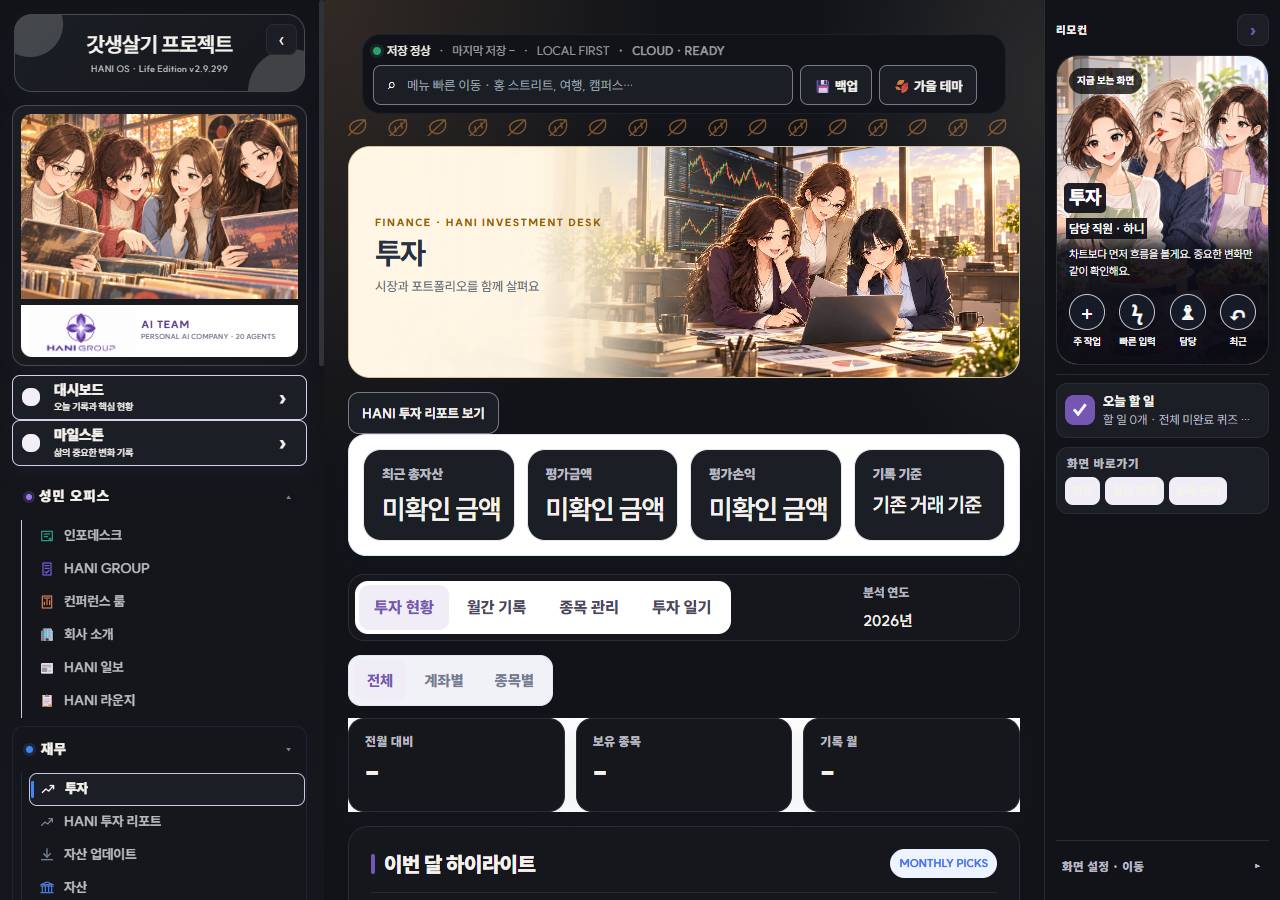 갓생살기 프로젝트
HANI OS · Life Edition v2.9.299
‹
HANI GROUP
AI TEAM
PERSONAL AI COMPANY · 20 AGENTS
대시보드
오늘 기록과 핵심 현황
›
마일스톤
삶의 중요한 변화 기록
›
성민 오피스
인포데스크
HANI GROUP
컨퍼런스 룸
회사 소개
HANI 일보
HANI 라운지
재무
투자
HANI 투자 리포트
자산 업데이트
자산
저장 정상 · 마지막 저장 – · LOCAL FIRST · CLOUD · READY
메뉴 빠른 이동 · 홍 스트리트, 여행, 캠퍼스…
백업
가을 테마
FINANCE · HANI INVESTMENT DESK
투자
시장과 포트폴리오를 함께 살펴요
HANI 투자 리포트 보기
최근 총자산
미확인 금액
평가금액
미확인 금액
평가손익
미확인 금액
기록 기준
기존 거래 기준
투자 현황
월간 기록
종목 관리
투자 일기
분석 연도
2026년
전체
계좌별
종목별
전월 대비
–
보유 종목
–
기록 월
–
이번 달 하이라이트
MONTHLY PICKS
리모컨
›
지금 보는 화면
투자
담당 직원 · 하니
차트보다 먼저 흐름을 볼게요. 중요한 변화만
같이 확인해요.
+
주 작업
빠른 입력
담당
최근
오늘 할 일
할 일 0개 · 전체 미완료 퀴즈 …
화면 바로가기
화면 설정 · 이동